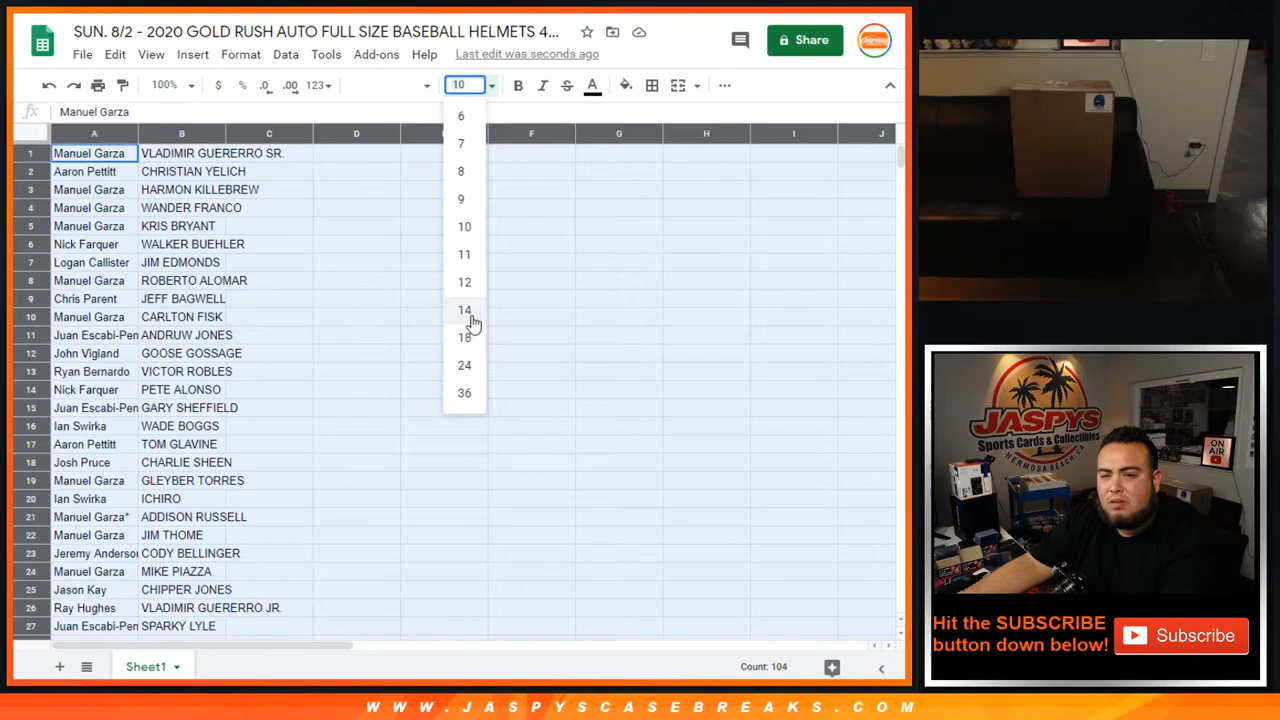 SUN. 8/2 - 2020 GOLD RUSH AUTO FULL SIZE BASEBALL HELMETS 4...
File Edit View Insert Format Data Tools Add-ons Help Last edit was seconds ago
Share
100% $ % .0 .00 123 10 B I S A
fx Manuel Garza
A B C D F G H I J
1 Manuel Garza VLADIMIR GUERERRO SR.
2 Aaron Pettitt CHRISTIAN YELICH
3 Manuel Garza HARMON KILLEBREW
4 Manuel Garza WANDER FRANCO
5 Manuel Garza KRIS BRYANT
6 Nick Farquer WALKER BUEHLER
7 Logan Callister JIM EDMONDS
8 Manuel Garza ROBERTO ALOMAR
9 Chris Parent JEFF BAGWELL
10 Manuel Garza CARLTON FISK
11 Juan Escabi-Pen ANDRUW JONES
12 John Vigland GOOSE GOSSAGE
13 Ryan Bernardo VICTOR ROBLES
14 Nick Farquer PETE ALONSO
15 Juan Escabi-Pen GARY SHEFFIELD
16 Ian Swirka WADE BOGGS
17 Aaron Pettitt TOM GLAVINE
18 Josh Pruce CHARLIE SHEEN
19 Manuel Garza GLEYBER TORRES
20 Ian Swirka ICHIRO
21 Manuel Garza* ADDISON RUSSELL
22 Manuel Garza JIM THOME
23 Jeremy Anderson CODY BELLINGER
24 Manuel Garza MIKE PIAZZA
25 Jason Kay CHIPPER JONES
26 Ray Hughes VLADIMIR GUERERRO JR.
27 Juan Escabi-Pen SPARKY LYLE
6
7
8
9
10
11
12
14
18
24
36
Sheet1
Count: 104
JASPYS
Sports Cards & Collectibles
HERMOSA BEACH, CA
ON AIR
Hit the SUBSCRIBE
button down below!
Subscribe
WWW.JASPYSCASEBREAKS.COM